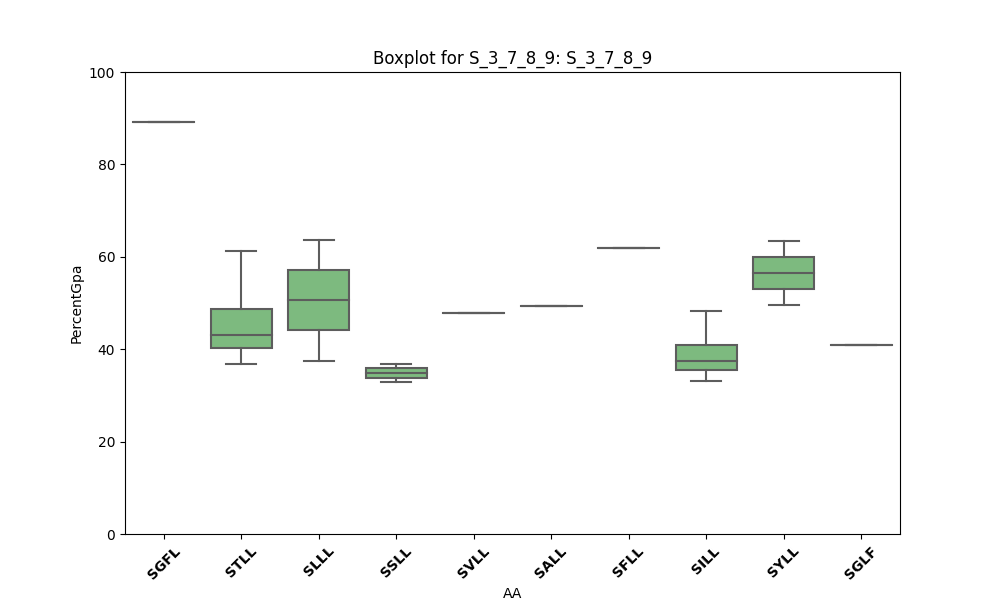 Boxplot for S_3_7_8_9: S_3_7_8_9
100
80
60
40
20
0
PercentGpa
SGFL
STLL
SLLL
SSLL
SVLL
SALL
SFLL
SILL
SYLL
SGLF
AA